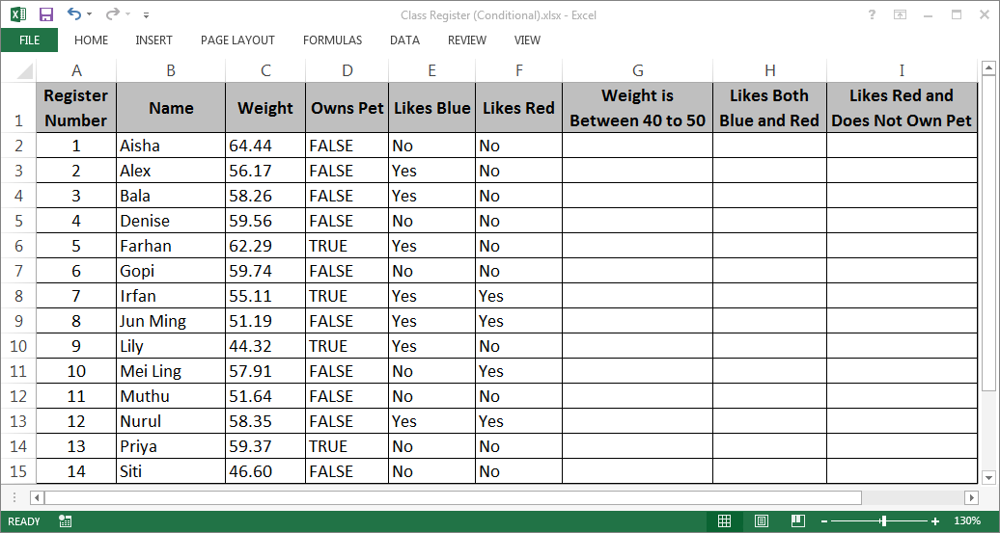 Class Register (Conditional).xlsx - Excel
?
FILE HOME INSERT PAGE LAYOUT FORMULAS DATA REVIEW VIEW
A B C D E F G H I
1 Register Number Name Weight Owns Pet Likes Blue Likes Red Weight is Between 40 to 50 Likes Both Blue and Red Likes Red and Does Not Own Pet
2 1 Aisha 64.44 FALSE No No
3 2 Alex 56.17 FALSE Yes No
4 3 Bala 58.26 FALSE Yes No
5 4 Denise 59.56 FALSE No No
6 5 Farhan 62.29 TRUE Yes No
7 6 Gopi 59.74 FALSE No No
8 7 Irfan 55.11 TRUE Yes Yes
9 8 Jun Ming 51.19 FALSE Yes Yes
10 9 Lily 44.32 TRUE Yes No
11 10 Mei Ling 57.91 FALSE No Yes
12 11 Muthu 51.64 FALSE No No
13 12 Nurul 58.35 FALSE Yes Yes
14 13 Priya 59.37 TRUE No No
15 14 Siti 46.60 FALSE No No
READY 130%